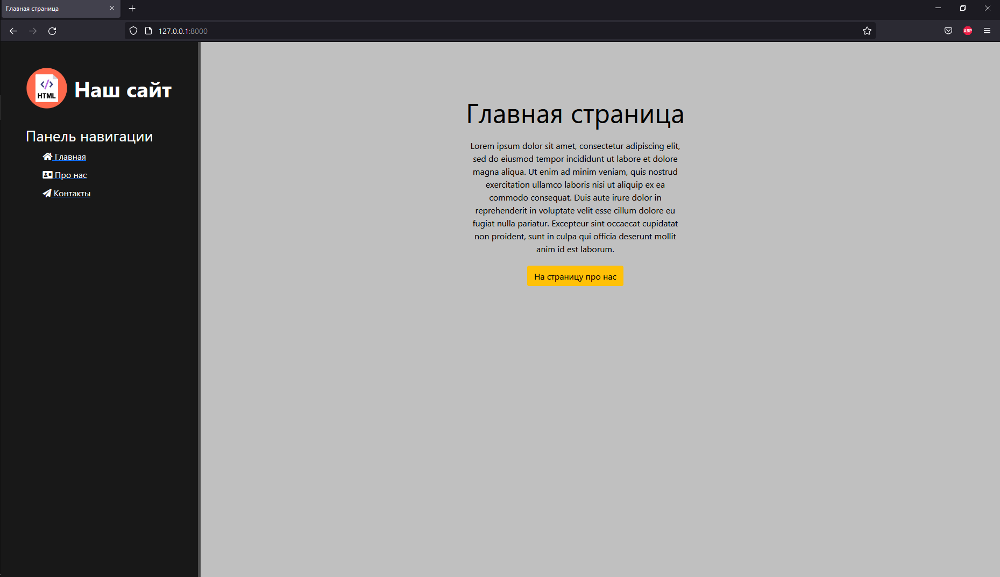 Главная страница
127.0.0.1:8000
ABP
</>
HTML
Наш сайт
Панель навигации
Главная
Про нас
Контакты
Главная страница
Lorem ipsum dolor sit amet, consectetur adipiscing elit,
sed do eiusmod tempor incididunt ut labore et dolore
magna aliqua. Ut enim ad minim veniam, quis nostrud
exercitation ullamco laboris nisi ut aliquip ex ea
commodo consequat. Duis aute irure dolor in
reprehenderit in voluptate velit esse cillum dolore eu
fugiat nulla pariatur. Excepteur sint occaecat cupidatat
non proident, sunt in culpa qui officia deserunt mollit
anim id est laborum.
На страницу про нас